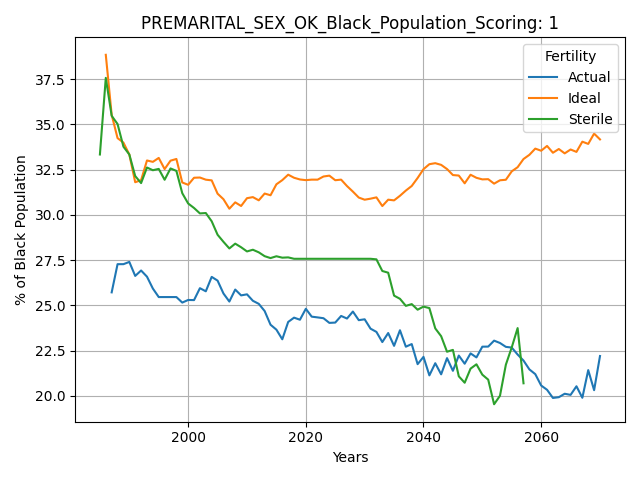 PREMARITAL_SEX_OK_Black_Population_Scoring: 1
Fertility
Actual
Ideal
Sterile
% of Black Population
37.5
35.0
32.5
30.0
27.5
25.0
22.5
20.0
2000 2020 2040 2060
Years